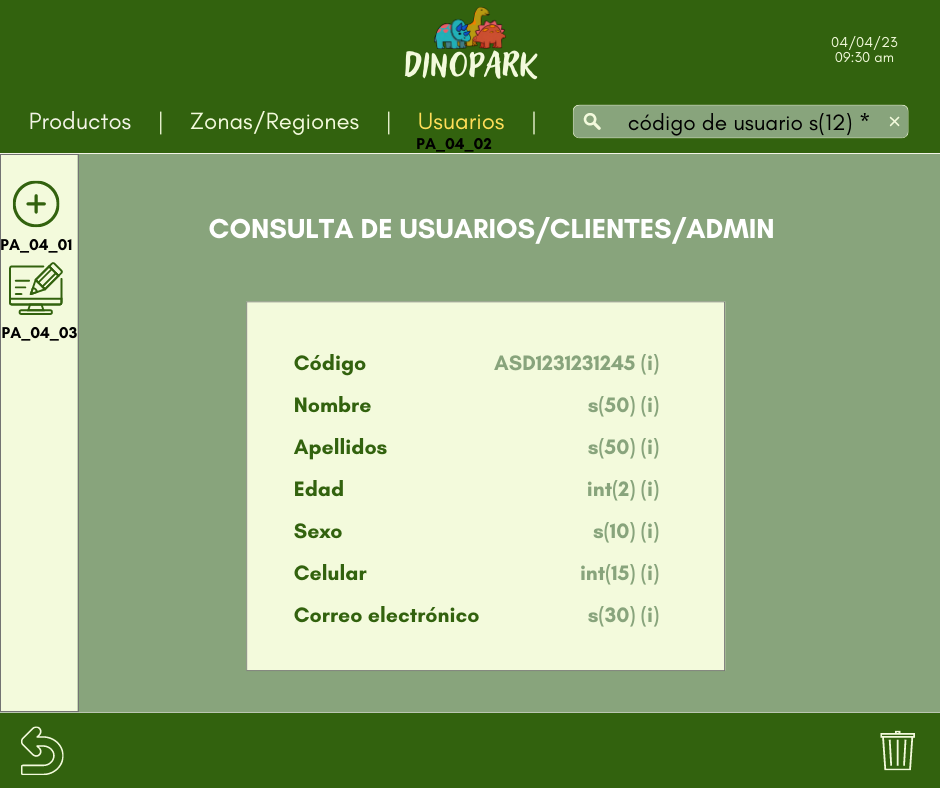 DINOPARK
04/04/23
09:30 am
Productos | Zonas/Regiones | Usuarios |
código de usuario s(12) * ×
PA_04_02
PA_04_01
PA_04_03
CONSULTA DE USUARIOS/CLIENTES/ADMIN
Código ASD1231231245 (i)
Nombre s(50) (i)
Apellidos s(50) (i)
Edad int(2) (i)
Sexo s(10) (i)
Celular int(15) (i)
Correo electrónico s(30) (i)